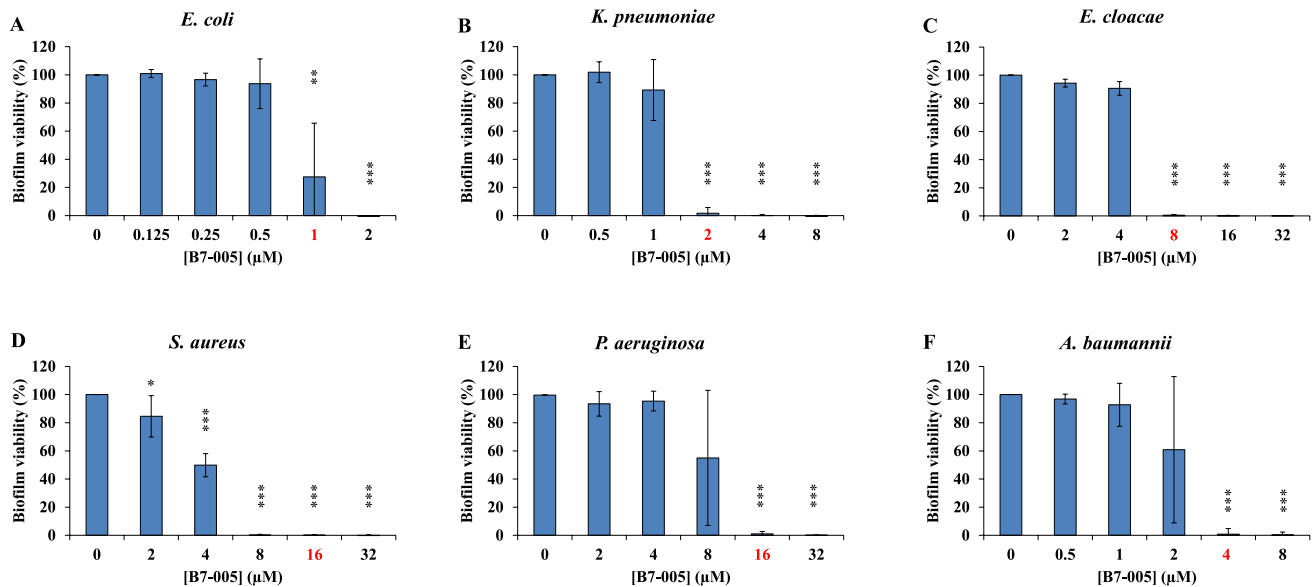 A
E. coli
Biofilm viability (%)
120
100
80
60
40
20
0
**
***
0 0.125 0.25 0.5 1 2
[B7-005] (µM)
B
K. pneumoniae
Biofilm viability (%)
120
100
80
60
40
20
0
*** *** ***
0 0.5 1 2 4 8
[B7-005] (µM)
C
E. cloacae
Biofilm viability (%)
120
100
80
60
40
20
0
*** *** ***
0 2 4 8 16 32
[B7-005] (µM)
D
S. aureus
Biofilm viability (%)
120
100
80
60
40
20
0
*
***
*** *** ***
0 2 4 8 16 32
[B7-005] (µM)
E
P. aeruginosa
Biofilm viability (%)
120
100
80
60
40
20
0
*** ***
0 2 4 8 16 32
[B7-005] (µM)
F
A. baumannii
Biofilm viability (%)
120
100
80
60
40
20
0
*** ***
0 0.5 1 2 4 8
[B7-005] (µM)